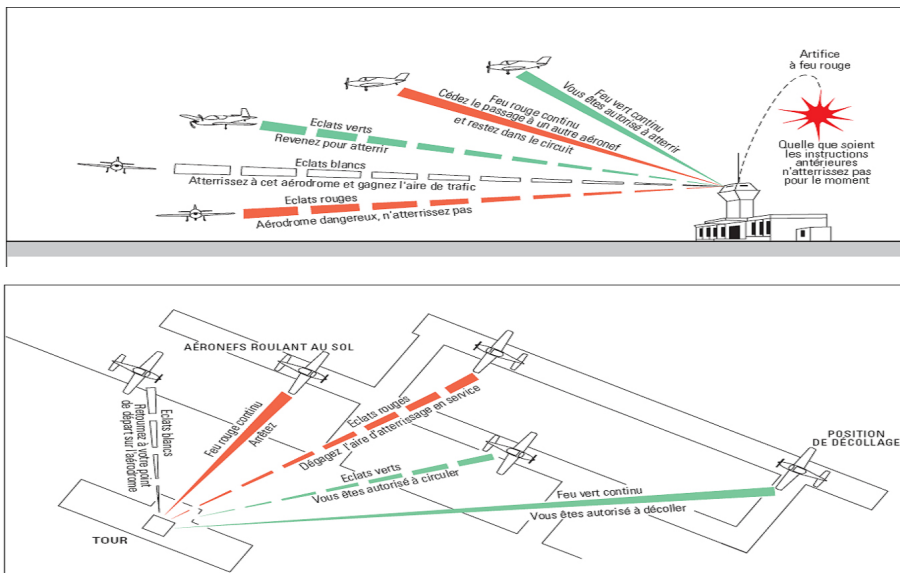 Artifice
à feu rouge
Feu vert continu
Vous êtes autorisé à atterrir
Feu rouge continu
Cédez le passage à un autre aéronef
et restez dans le circuit
Eclats verts
Revenez pour atterrir
Quelle que soient
les instructions
antérieures
n'atterrissez pas
pour le moment
Eclats blancs
Atterrissez à cet aérodrome et gagnez l'aire de trafic
Eclats rouges
Aérodrome dangereux, n'atterrissez pas
AÉRONEFS ROULANT AU SOL
Eclats blancs
Retournez à votre point
de départ sur l'aérodrome
Feu rouge continu
Arrêtez
Eclats rouges
Dégagez l'aire d'atterrissage en service
Eclats verts
Vous êtes autorisé à circuler
POSITION
DE DÉCOLLAGE
Feu vert continu
Vous êtes autorisé à décoller
TOUR